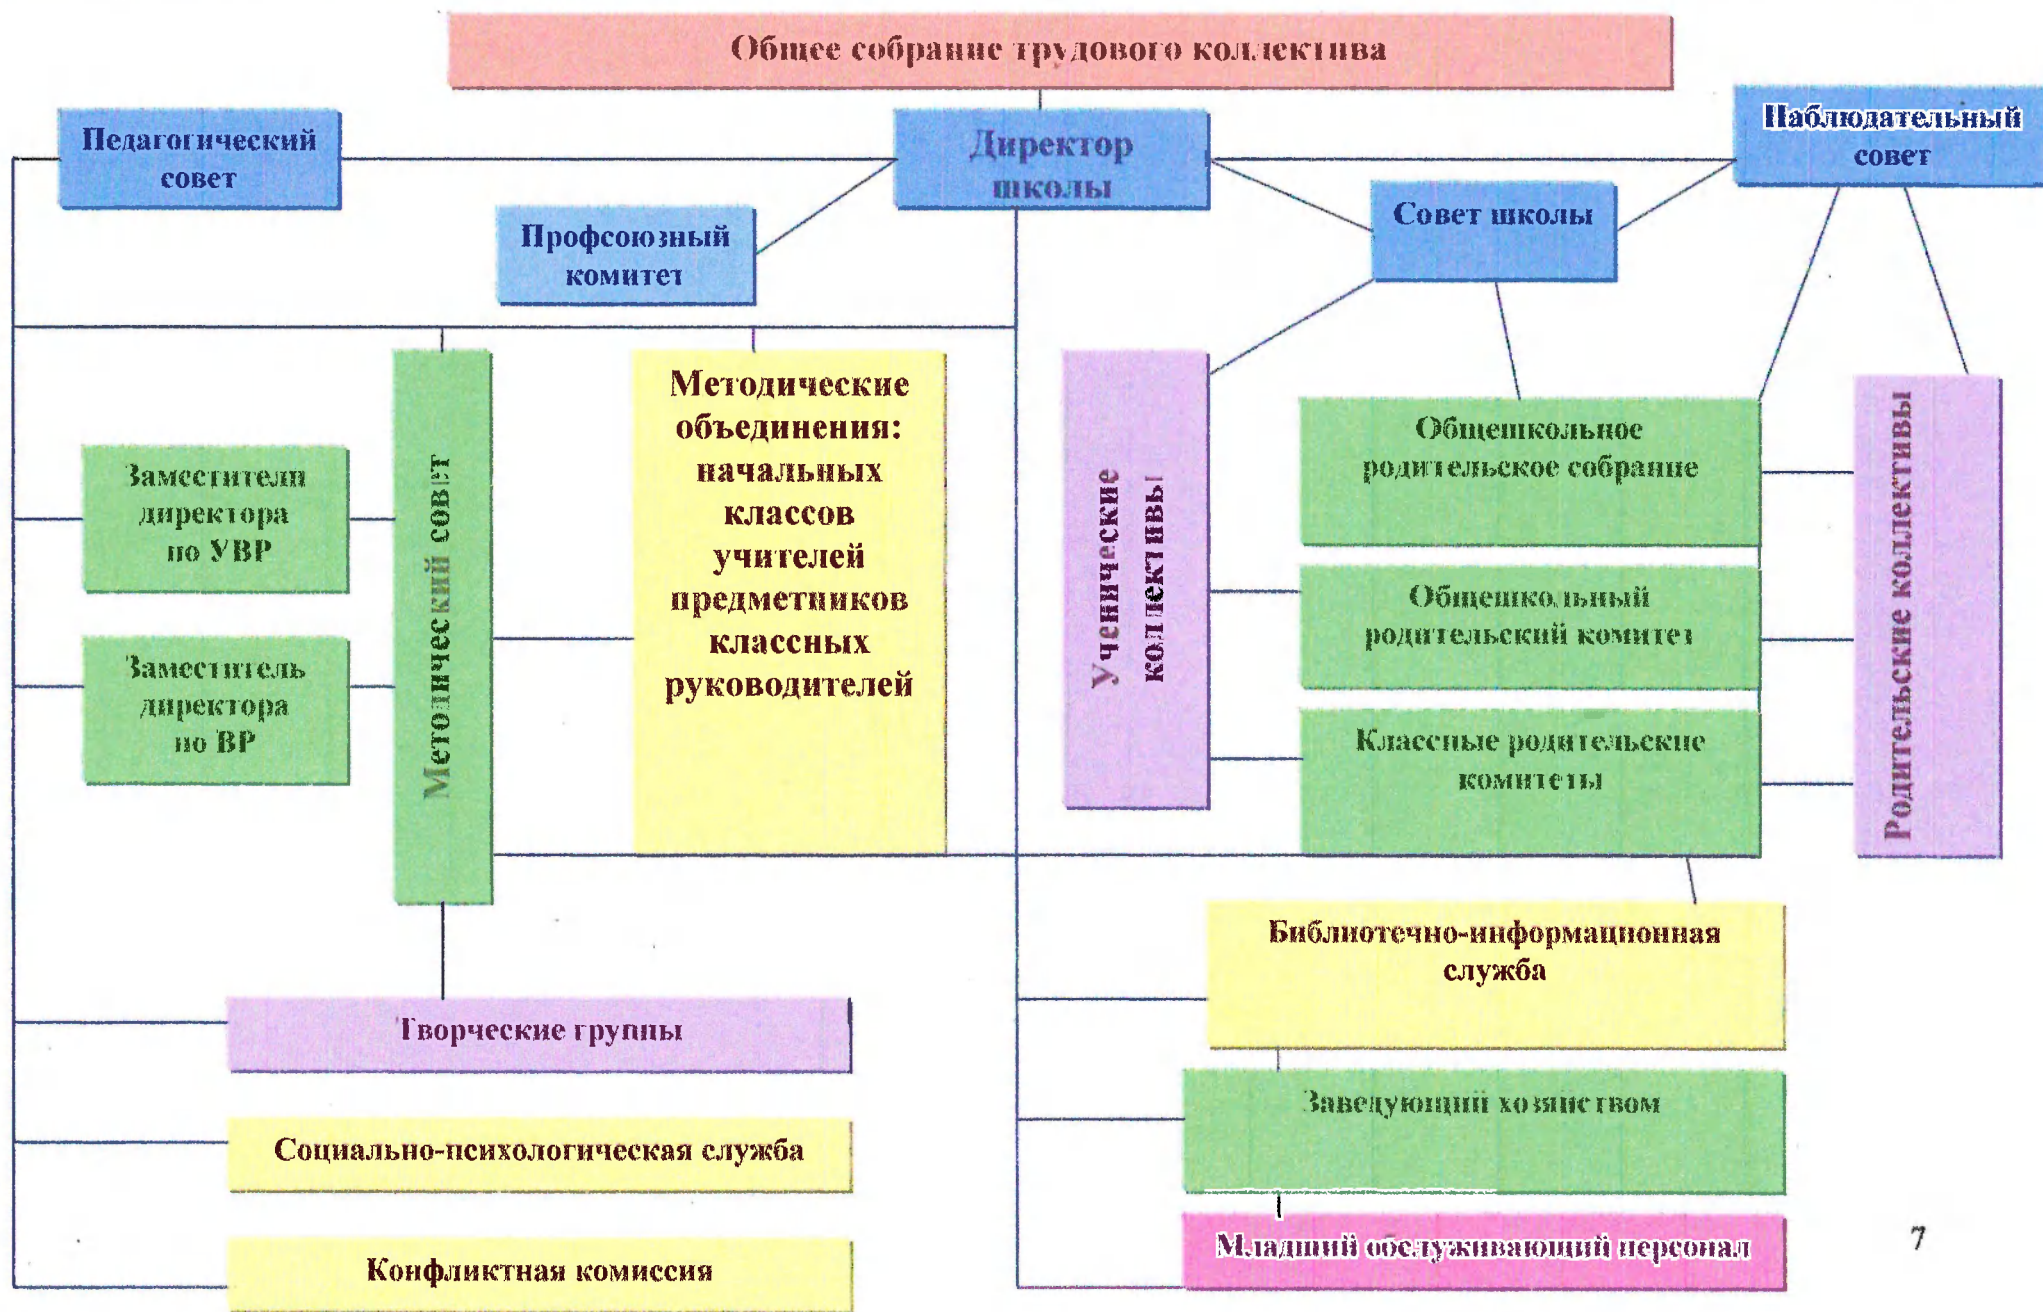 Общее собрание трудового коллектива
Педагогический
совет
Директор
школы
Наблюдательный
совет
Профсоюзный
комитет
Совет школы
Заместители
директора
по УВР
Заместитель
директора
по ВР
Методический совет
Методические
объединения:
начальных
классов
учителей
предметников
классных
руководителей
Ученические
коллективы
Общешкольное
родительское собрание
Общешкольный
родительский комитет
Классные родительские
комитеты
Родительские коллективы
Творческие группы
Социально-психологическая служба
Конфликтная комиссия
Библиотечно-информационная
служба
Заведующий хозяйством
Младший обслуживающий персонал
7